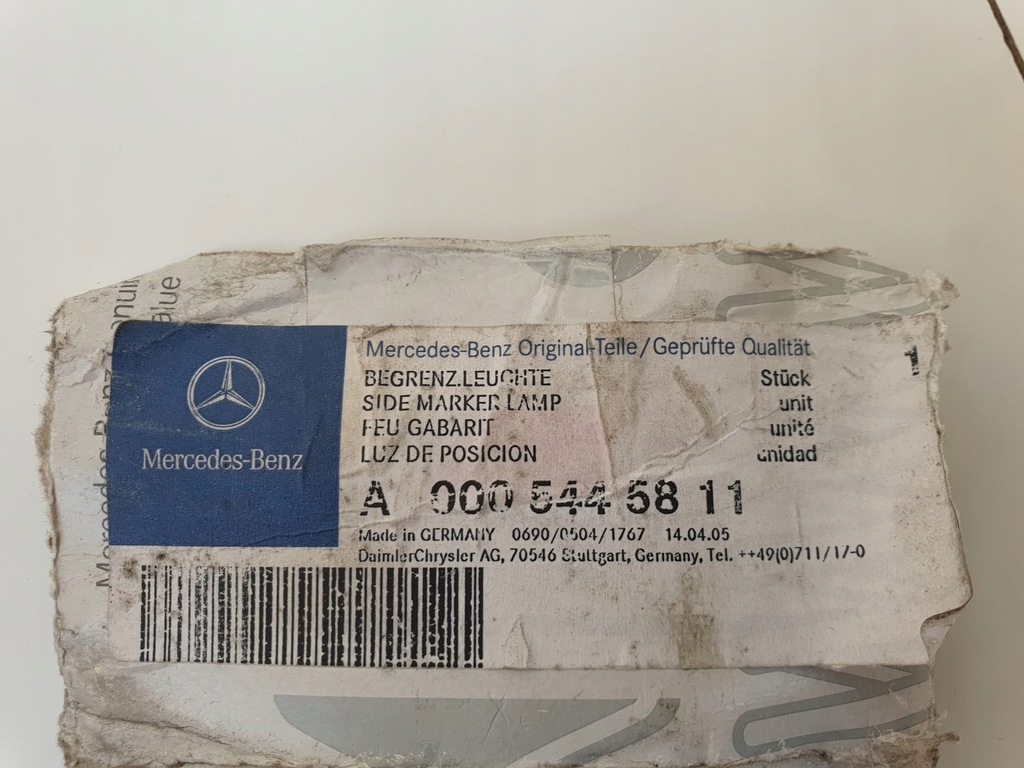 Mercedes-Benz Original-Teile/Geprüfte Qualität
1
BEGRENZ.LEUCHTE Stück
SIDE MARKER LAMP unit
FEU GABARIT unité
LUZ DE POSICION unidad
Mercedes-Benz
A 000 544 58 11
Made in GERMANY 0690/0504/1767 14.04.05
DaimlerChrysler AG, 70546 Stuttgart, Germany, Tel. ++49(0)711/17-0
Mercedes-Benz